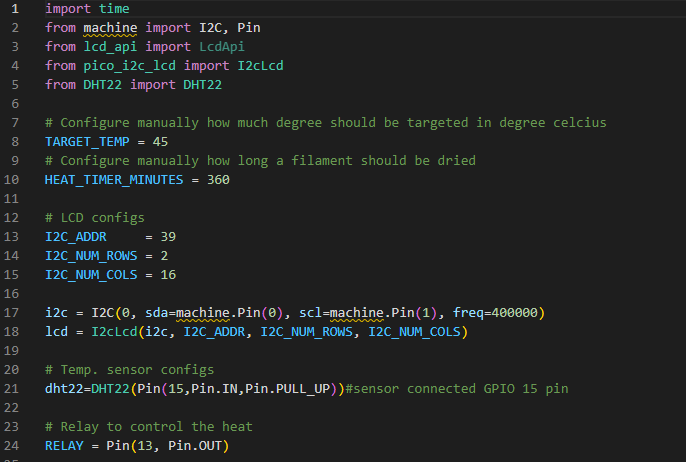 1 import time
2 from machine import I2C, Pin
3 from lcd_api import LcdApi
4 from pico_i2c_lcd import I2cLcd
5 from DHT22 import DHT22
6
7 # Configure manually how much degree should be targeted in degree celcius
8 TARGET_TEMP = 45
9 # Configure manually how long a filament should be dried
10 HEAT_TIMER_MINUTES = 360
11
12 # LCD configs
13 I2C_ADDR     = 39
14 I2C_NUM_ROWS = 2
15 I2C_NUM_COLS = 16
16
17 i2c = I2C(0, sda=machine.Pin(0), scl=machine.Pin(1), freq=400000)
18 lcd = I2cLcd(i2c, I2C_ADDR, I2C_NUM_ROWS, I2C_NUM_COLS)
19
20 # Temp. sensor configs
21 dht22=DHT22(Pin(15,Pin.IN,Pin.PULL_UP))#sensor connected GPIO 15 pin
22
23 # Relay to control the heat
24 RELAY = Pin(13, Pin.OUT)